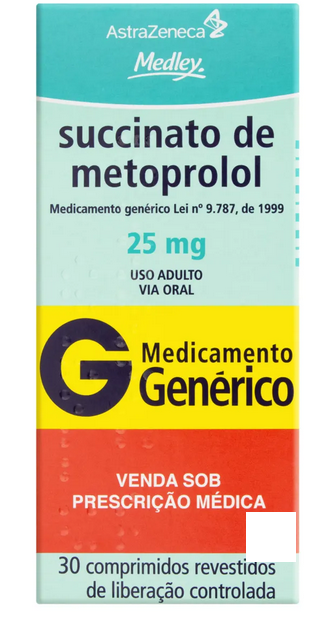 AstraZeneca
Medley
succinato de
metoprolol
Medicamento genérico Lei nº 9.787, de 1999
25 mg
USO ADULTO
VIA ORAL
G Medicamento
Genérico
VENDA SOB
PRESCRIÇÃO MÉDICA
30 comprimidos revestidos
de liberação controlada